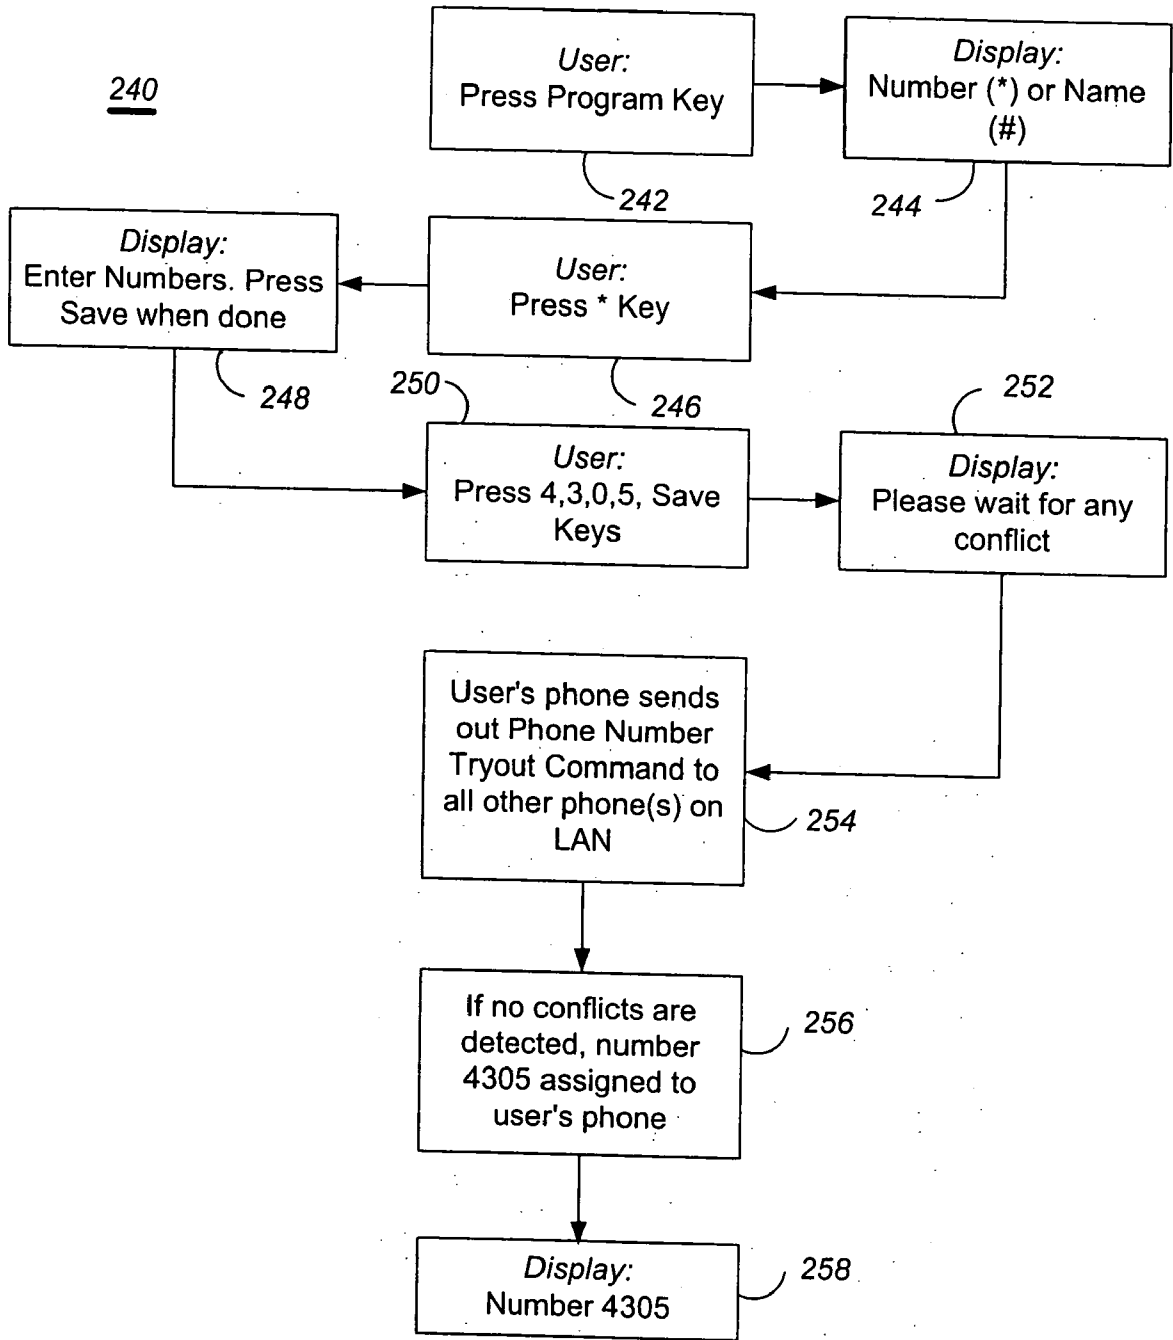 240
User:
Press Program Key
242
Display:
Number (*) or Name
(#)
244
User:
Press * Key
246
Display:
Enter Numbers. Press
Save when done
248
250
User:
Press 4,3,0,5, Save
Keys
252
Display:
Please wait for any
conflict
User's phone sends
out Phone Number
Tryout Command to
all other phone(s) on
LAN
254
If no conflicts are
detected, number
4305 assigned to
user's phone
256
Display:
Number 4305
258